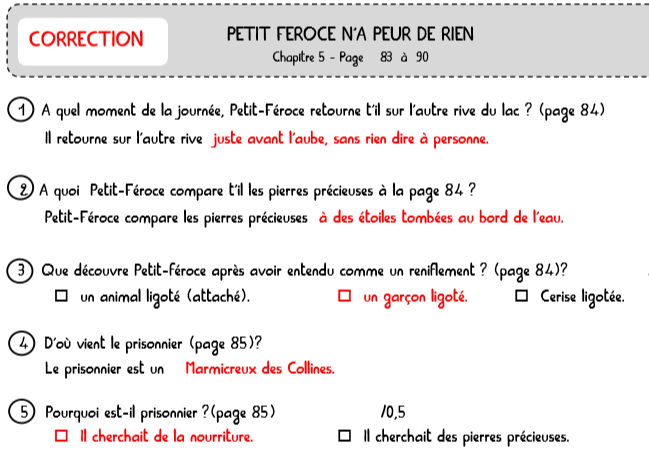 CORRECTION
PETIT FEROCE N'A PEUR DE RIEN
Chapitre 5 - Page 83 à 90
1 A quel moment de la journée, Petit-Féroce retourne t'il sur l'autre rive du lac ? (page 84)
Il retourne sur l'autre rive juste avant l'aube, sans rien dire à personne.
2 A quoi Petit-Féroce compare t'il les pierres précieuses à la page 84 ?
Petit-Féroce compare les pierres précieuses à des étoiles tombées au bord de l'eau.
3 Que découvre Petit-Féroce après avoir entendu comme un reniflement ? (page 84)?
□ un animal ligoté (attaché). □ un garçon ligoté. □ Cerise ligotée.
4 D'où vient le prisonnier (page 85)?
Le prisonnier est un Marmicreux des Collines.
5 Pourquoi est-il prisonnier ?(page 85) /0,5
□ Il cherchait de la nourriture. □ Il cherchait des pierres précieuses.